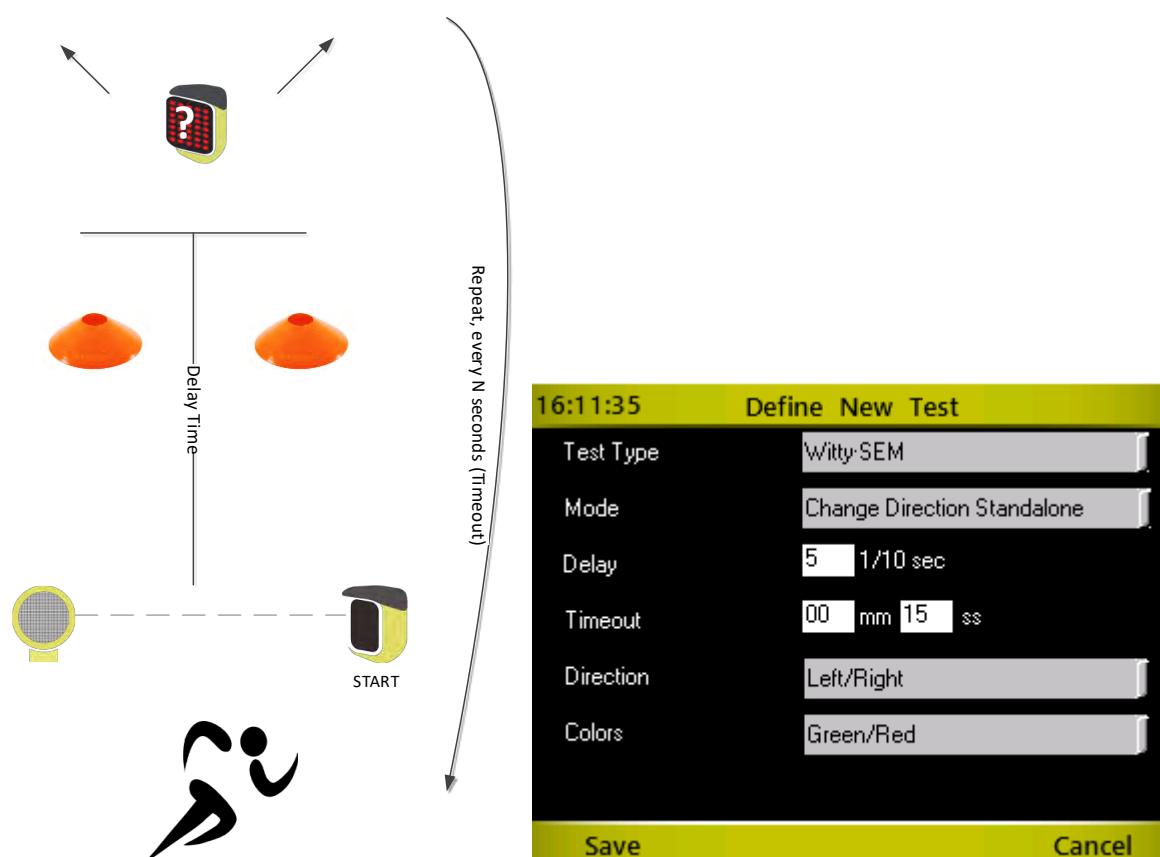 ?
Delay Time
Repeat, every N seconds (Timeout)
START
16:11:35 Define New Test
Test Type Witty·SEM
Mode Change Direction Standalone
Delay 5 1/10 sec
Timeout 00 mm 15 ss
Direction Left/Right
Colors Green/Red
Save Cancel